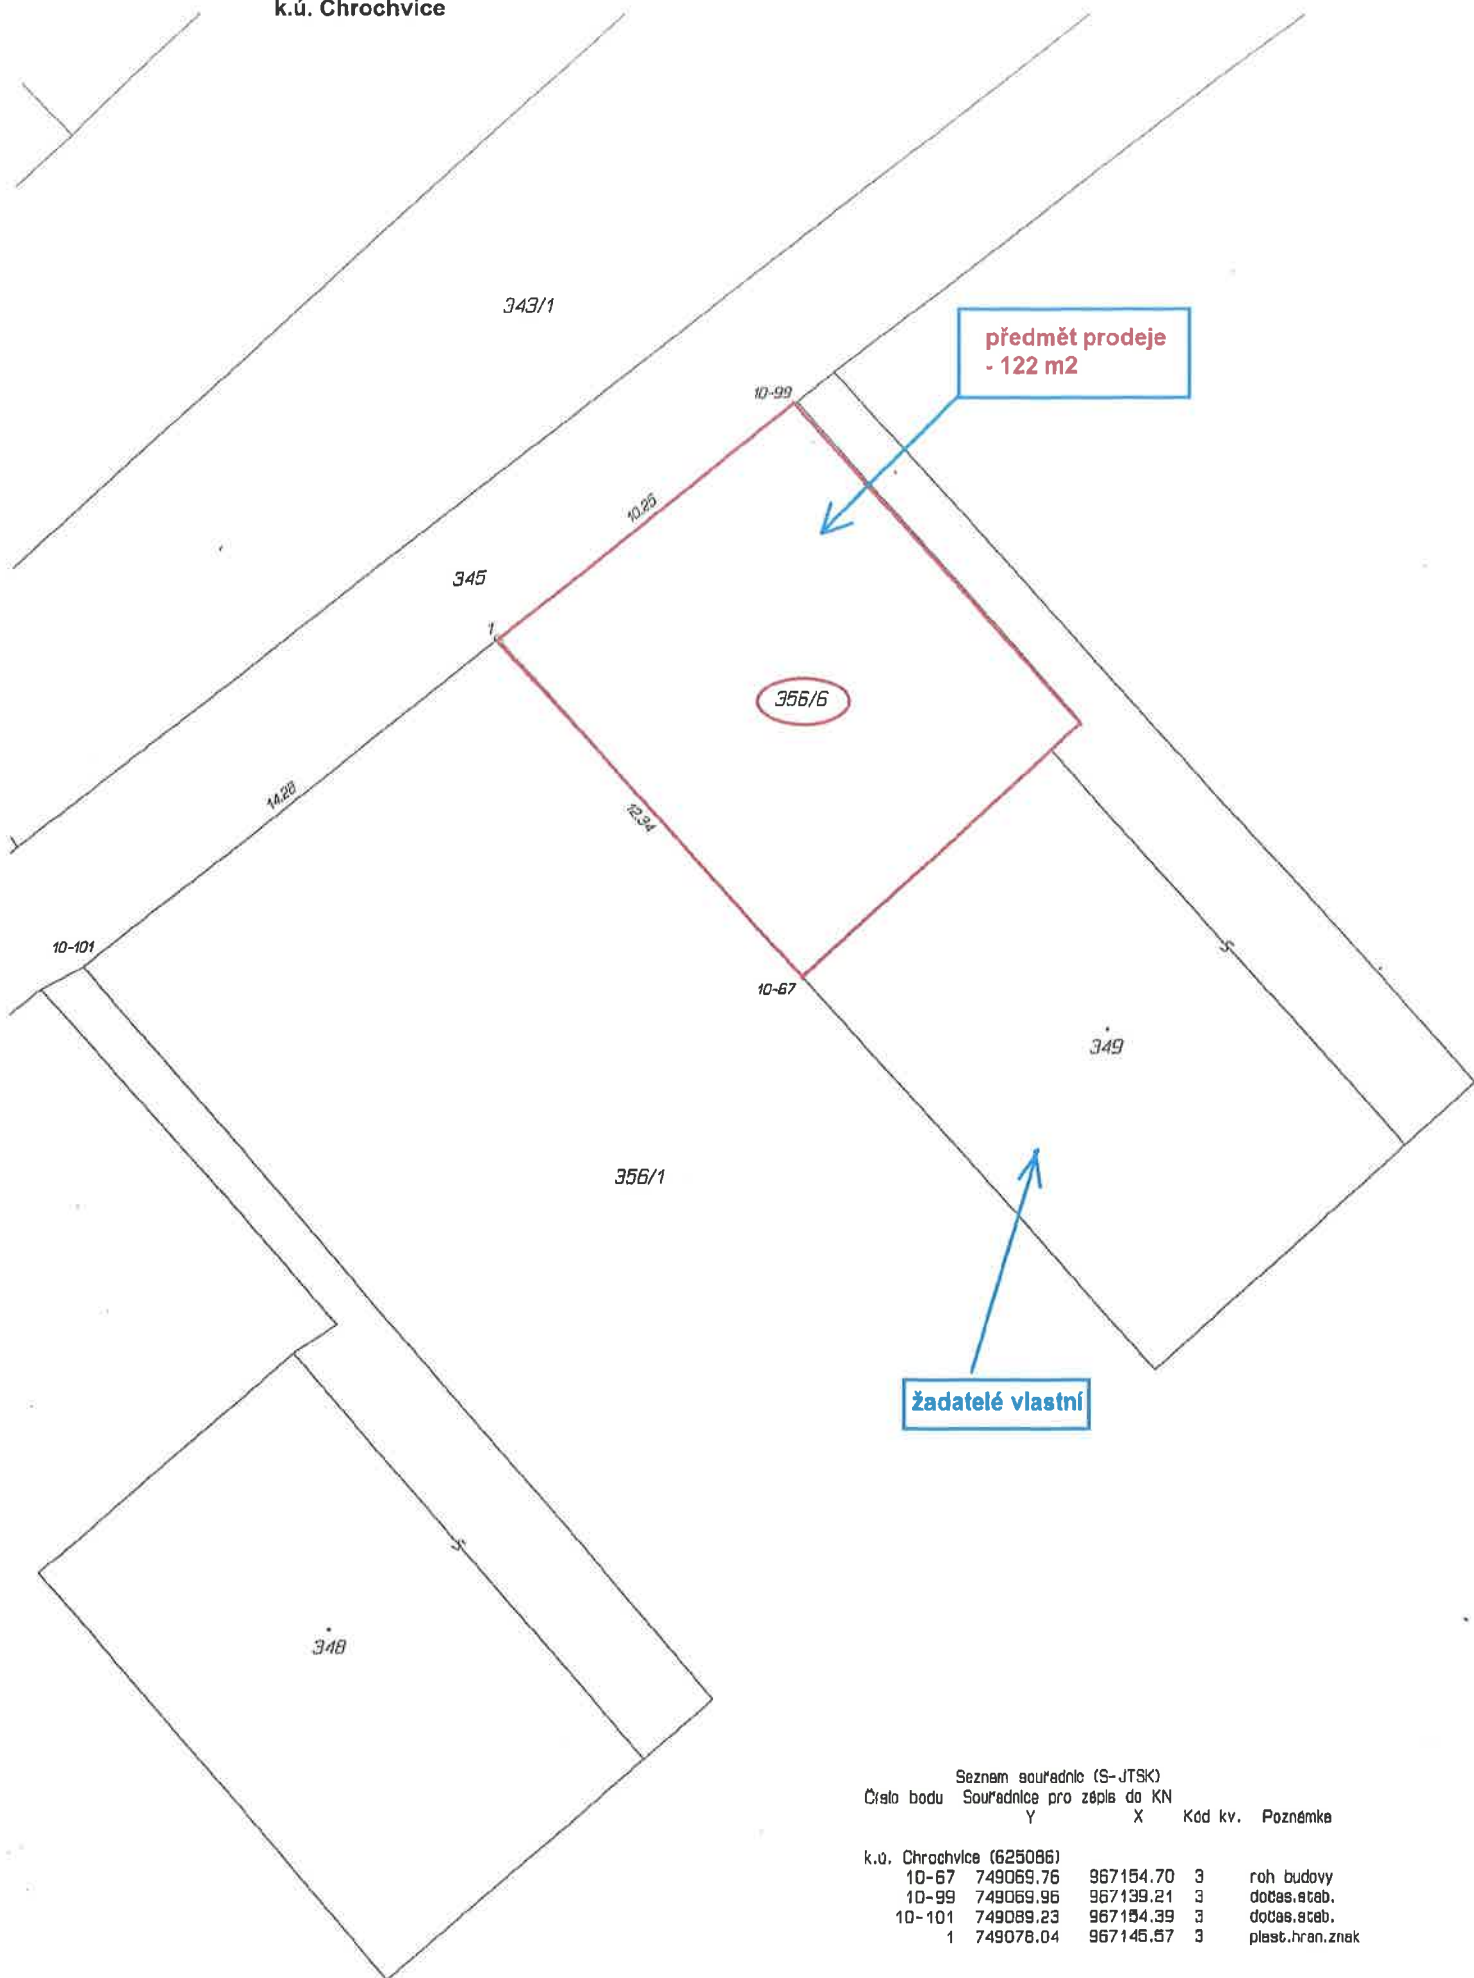 k.ú. Chrochvice
343/1
předmět prodeje
- 122 m2
10-99
10.25
345
1
356/6
14.28
12.34
10-101
10-67
349
356/1
žadatelé vlastní
348
Seznam souřadnic (S-JTSK)
Číslo bodu Souřadnice pro zápis do KN
Y X Kód kv. Poznámka
k.ú. Chrochvice (625086)
10-67 749069.76 967154.70 3 roh budovy
10-99 749069.96 967139.21 3 dočas.stab.
10-101 749089.23 967154.39 3 dočas.stab.
1 749078.04 967145.57 3 plast.hran.znak